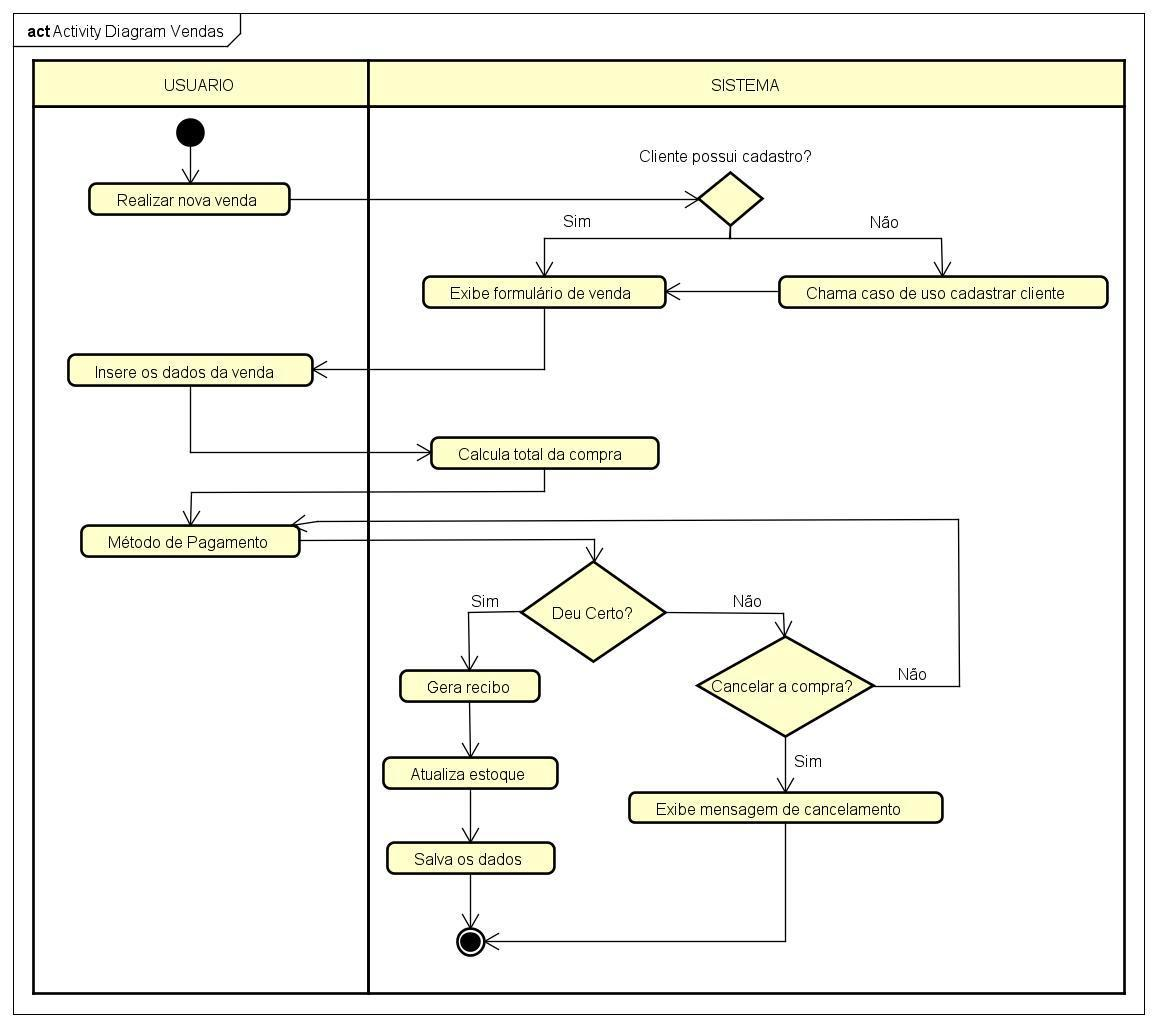 act Activity Diagram Vendas
USUARIO
SISTEMA
Cliente possui cadastro?
Realizar nova venda
Sim
Não
Exibe formulário de venda
Chama caso de uso cadastrar cliente
Insere os dados da venda
Calcula total da compra
Método de Pagamento
Sim
Deu Certo?
Não
Gera recibo
Cancelar a compra?
Não
Sim
Atualiza estoque
Exibe mensagem de cancelamento
Salva os dados